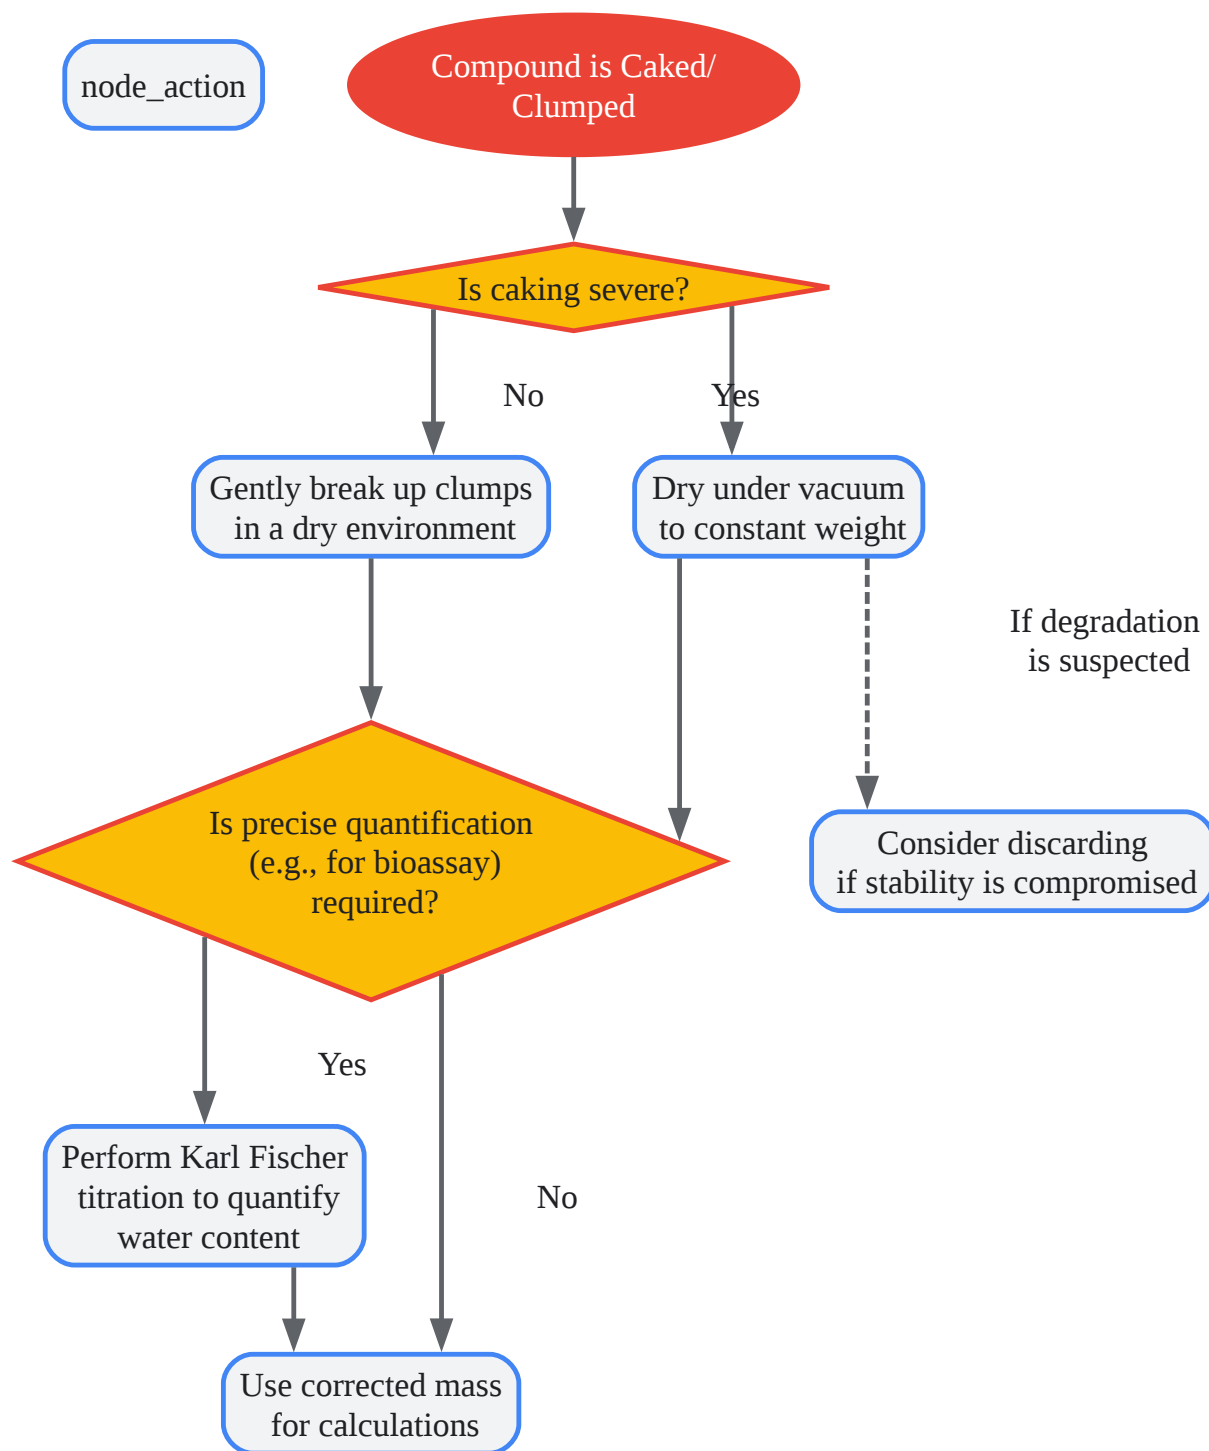 node_action
Compound is Caked/
Clumped
Is caking severe?
No
Yes
Gently break up clumps
in a dry environment
Dry under vacuum
to constant weight
If degradation
is suspected
Is precise quantification
(e.g., for bioassay)
required?
Consider discarding
if stability is compromised
Yes
Perform Karl Fischer
titration to quantify
water content
No
Use corrected mass
for calculations